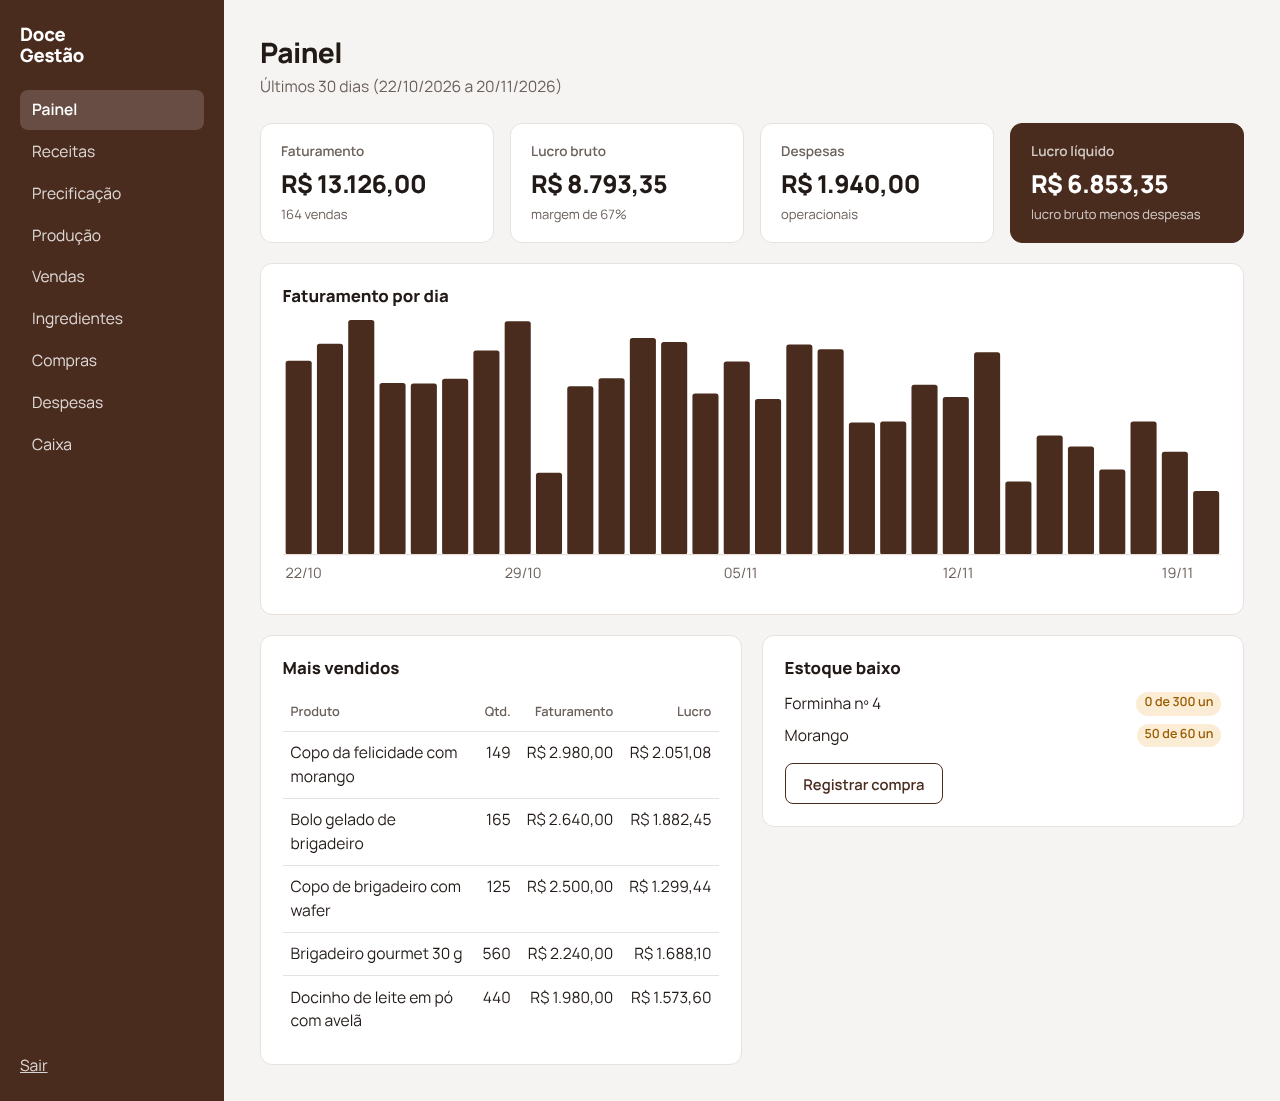 Doce
Gestão
Painel
Receitas
Precificação
Produção
Vendas
Ingredientes
Compras
Despesas
Caixa
Sair
Painel
Últimos 30 dias (22/10/2026 a 20/11/2026)
Faturamento
R$ 13.126,00
164 vendas
Lucro bruto
R$ 8.793,35
margem de 67%
Despesas
R$ 1.940,00
operacionais
Lucro líquido
R$ 6.853,35
lucro bruto menos despesas
Faturamento por dia
22/10 29/10 05/11 12/11 19/11
Mais vendidos
Produto Qtd. Faturamento Lucro
Copo da felicidade com 149 R$ 2.980,00 R$ 2.051,08
morango
Bolo gelado de 165 R$ 2.640,00 R$ 1.882,45
brigadeiro
Copo de brigadeiro com 125 R$ 2.500,00 R$ 1.299,44
wafer
Brigadeiro gourmet 30 g 560 R$ 2.240,00 R$ 1.688,10
Docinho de leite em pó 440 R$ 1.980,00 R$ 1.573,60
com avelã
Estoque baixo
Forminha nº 4 0 de 300 un
Morango 50 de 60 un
Registrar compra